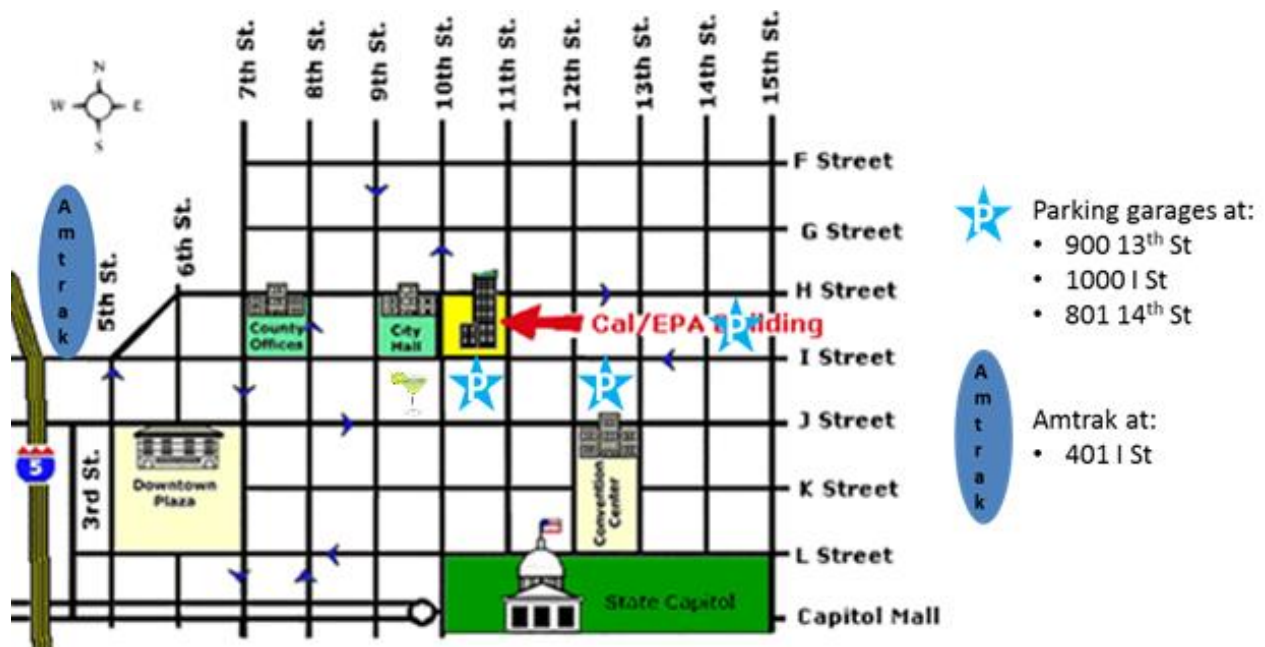 7th St.
8th St.
9th St.
10th St.
11th St.
12th St.
13th St.
14th St.
15th St.
N
W
E
S
F Street
G Street
H Street
I Street
J Street
K Street
L Street
Capitol Mall
Amtrak
5th St.
6th St.
3rd St.
5
County
Offices
City
Hall
Cal/EPA Building
P
P
P
Downtown
Plaza
Convention
Center
State Capitol
P
Parking garages at:
• 900 13th St
• 1000 I St
• 801 14th St
Amtrak
Amtrak at:
• 401 I St